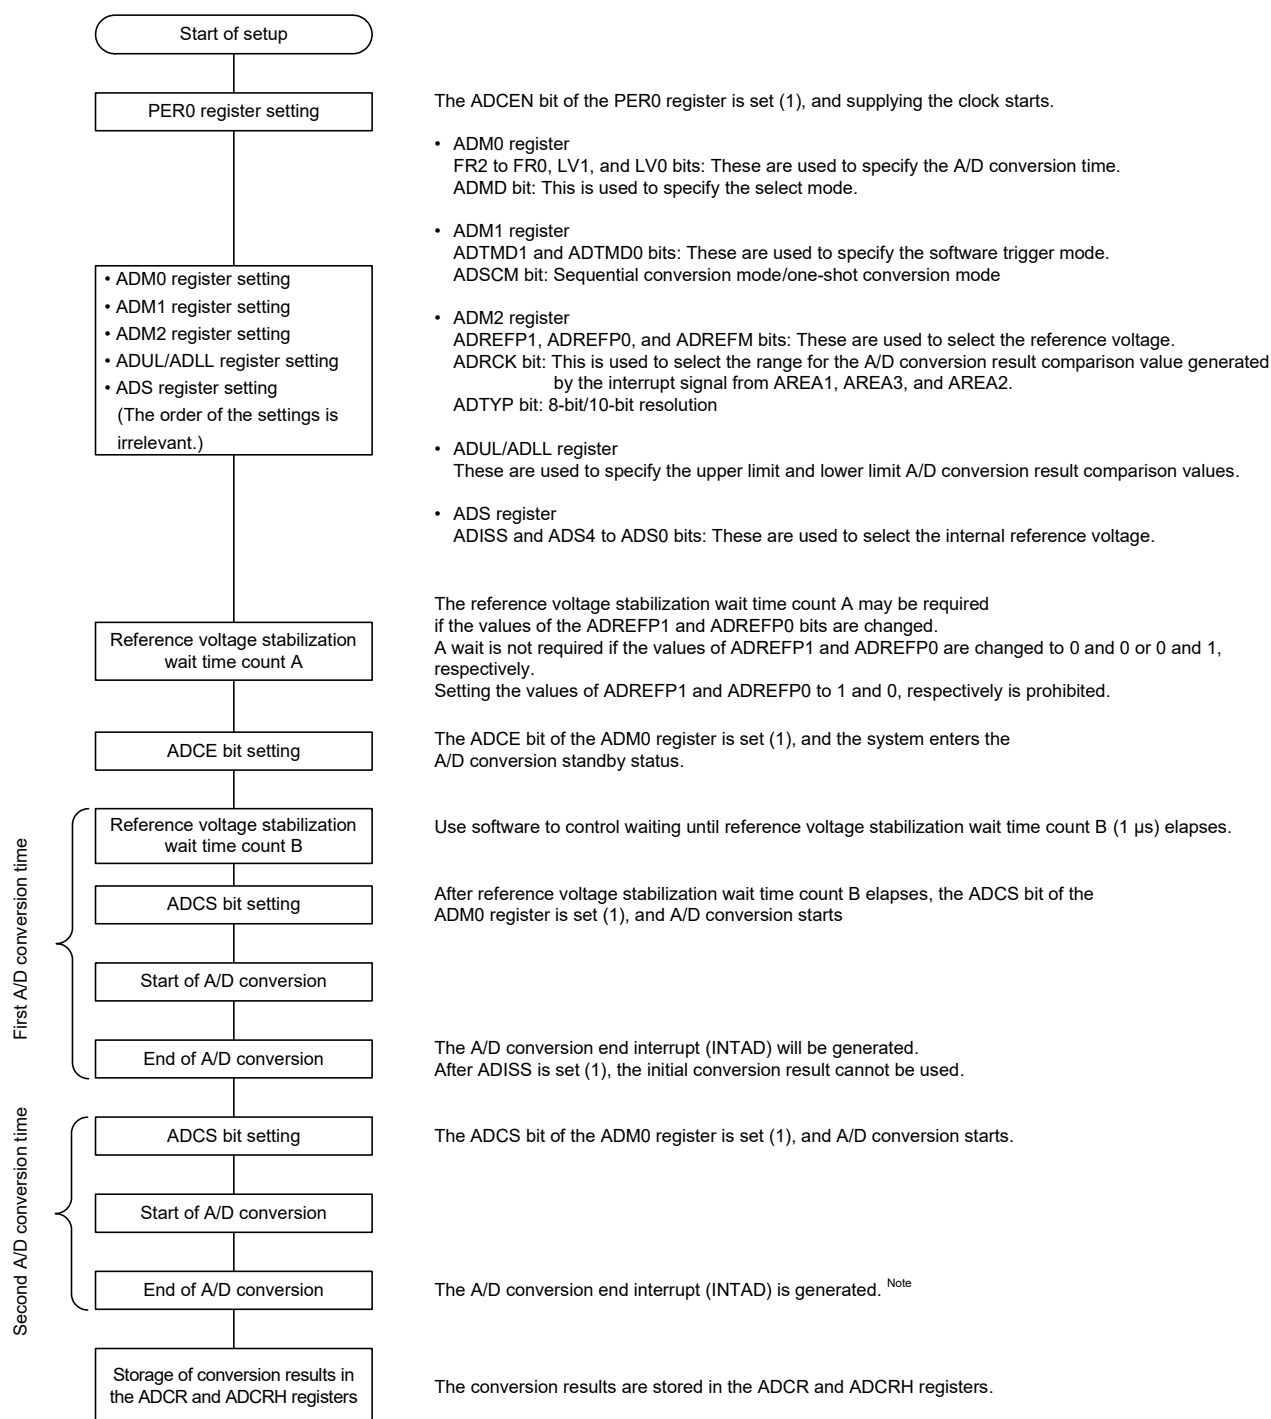 Start of setup
PER0 register setting
The ADCEN bit of the PER0 register is set (1), and supplying the clock starts.
• ADM0 register
FR2 to FR0, LV1, and LV0 bits: These are used to specify the A/D conversion time.
ADMD bit: This is used to specify the select mode.
• ADM1 register
ADTMD1 and ADTMD0 bits: These are used to specify the software trigger mode.
ADSCM bit: Sequential conversion mode/one-shot conversion mode
• ADM2 register
ADREFP1, ADREFP0, and ADREFM bits: These are used to select the reference voltage.
ADRCK bit: This is used to select the range for the A/D conversion result comparison value generated
by the interrupt signal from AREA1, AREA3, and AREA2.
ADTYP bit: 8-bit/10-bit resolution
• ADUL/ADLL register
These are used to specify the upper limit and lower limit A/D conversion result comparison values.
• ADS register
ADISS and ADS4 to ADS0 bits: These are used to select the internal reference voltage.
• ADM0 register setting
• ADM1 register setting
• ADM2 register setting
• ADUL/ADLL register setting
• ADS register setting
(The order of the settings is
irrelevant.)
Reference voltage stabilization
wait time count A
The reference voltage stabilization wait time count A may be required
if the values of the ADREFP1 and ADREFP0 bits are changed.
A wait is not required if the values of ADREFP1 and ADREFP0 are changed to 0 and 0 or 0 and 1,
respectively.
Setting the values of ADREFP1 and ADREFP0 to 1 and 0, respectively is prohibited.
ADCE bit setting
The ADCE bit of the ADM0 register is set (1), and the system enters the
A/D conversion standby status.
First A/D conversion time
Reference voltage stabilization
wait time count B
Use software to control waiting until reference voltage stabilization wait time count B (1 µs) elapses.
ADCS bit setting
After reference voltage stabilization wait time count B elapses, the ADCS bit of the
ADM0 register is set (1), and A/D conversion starts
Start of A/D conversion
End of A/D conversion
The A/D conversion end interrupt (INTAD) will be generated.
After ADISS is set (1), the initial conversion result cannot be used.
Second A/D conversion time
ADCS bit setting
The ADCS bit of the ADM0 register is set (1), and A/D conversion starts.
Start of A/D conversion
End of A/D conversion
The A/D conversion end interrupt (INTAD) is generated. Note
Storage of conversion results in
the ADCR and ADCRH registers
The conversion results are stored in the ADCR and ADCRH registers.